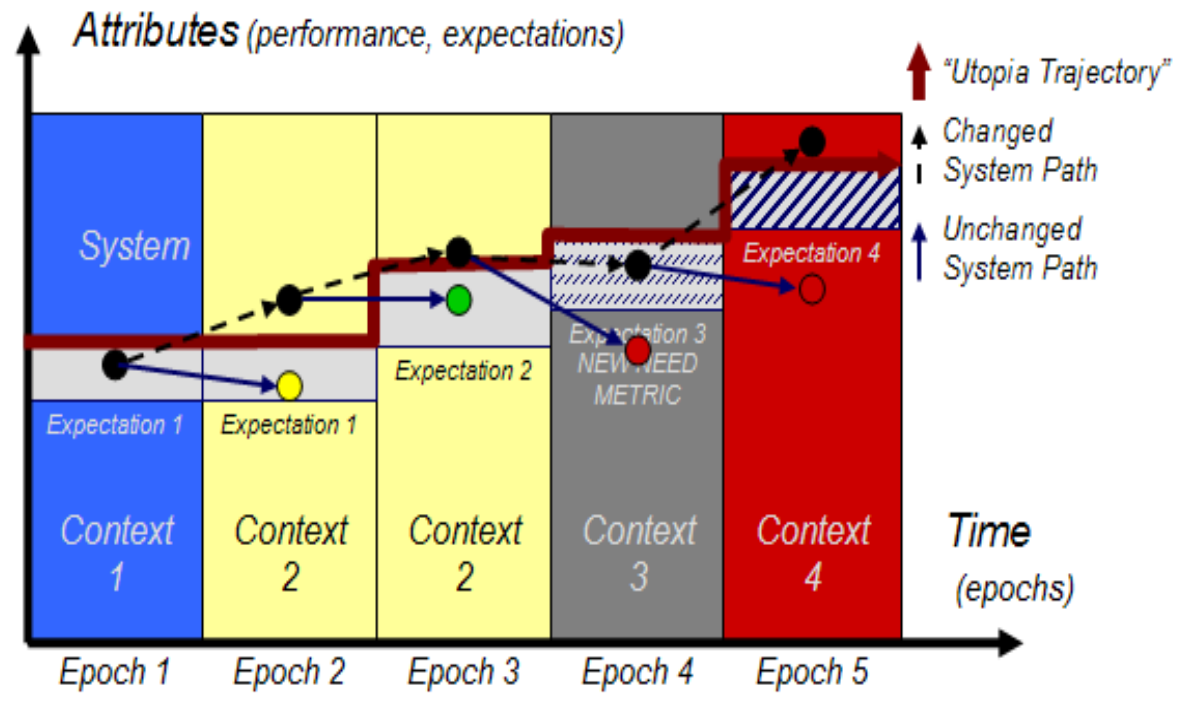 Attributes (performance, expectations)
"Utopia Trajectory"
Changed
System Path
Unchanged
System Path
System
Expectation 1
Expectation 1
Expectation 2
Expectation 3
NEW NEED
METRIC
Expectation 4
Context
1
Context
2
Context
2
Context
3
Context
4
Time
(epochs)
Epoch 1
Epoch 2
Epoch 3
Epoch 4
Epoch 5